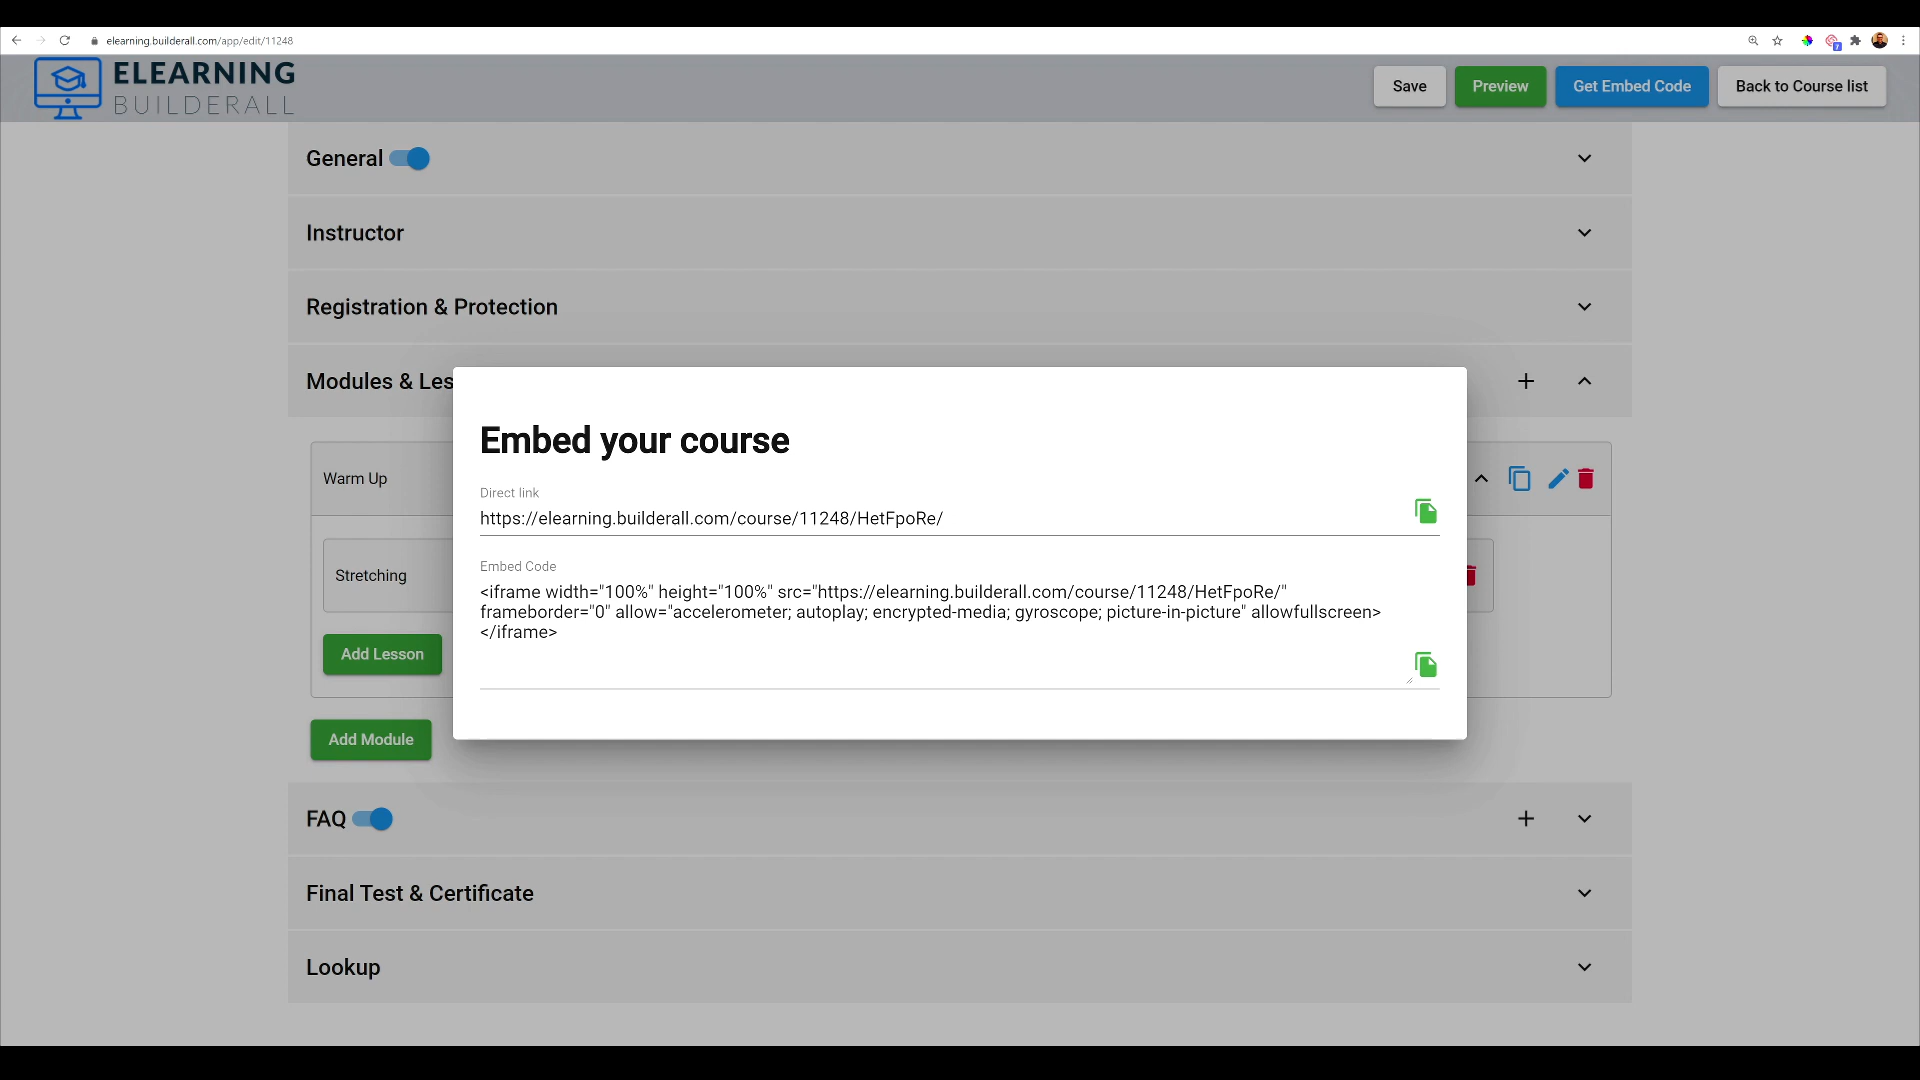 elearning.builderall.com/app/edit/11248
7
ELEARNING
BUILDERALL
Save
Preview
Get Embed Code
Back to Course list
General
Instructor
Registration & Protection
Modules & Les
Embed your course
Direct link
https://elearning.builderall.com/course/11248/HetFpoRe/
Embed Code
<iframe width="100%" height="100%" src="https://elearning.builderall.com/course/11248/HetFpoRe/"
frameborder="0" allow="accelerometer; autoplay; encrypted-media; gyroscope; picture-in-picture" allowfullscreen>
</iframe>
Warm Up
Stretching
Add Lesson
Add Module
FAQ
Final Test & Certificate
Lookup